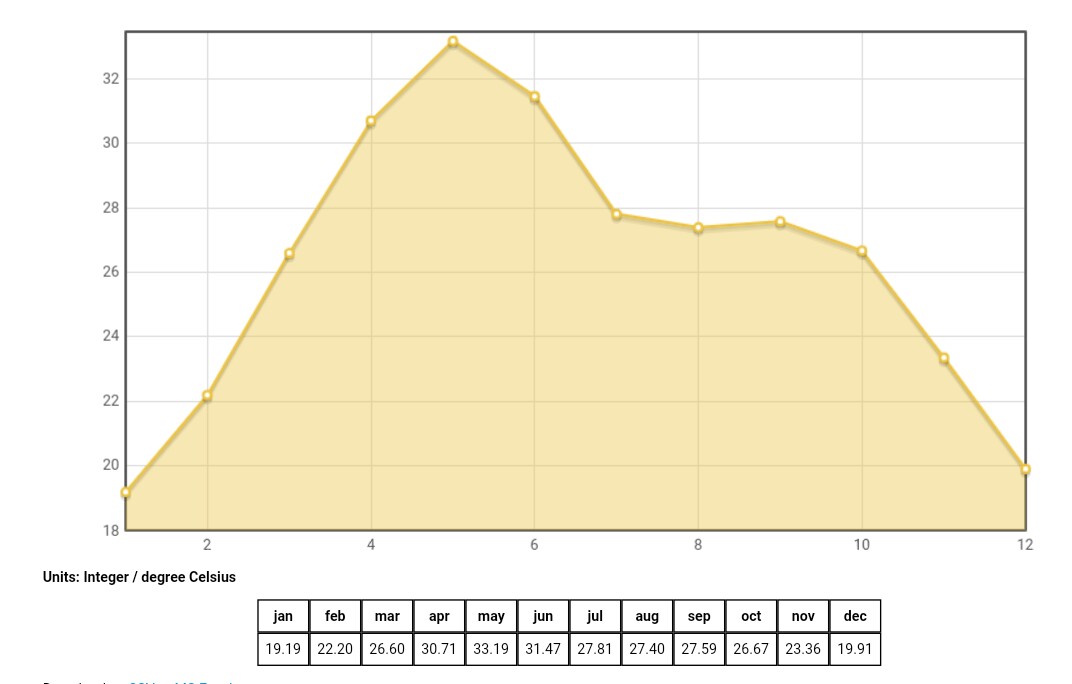 32
30
28
26
24
22
20
18
2 4 6 8 10 12
Units: Integer / degree Celsius
jan feb mar apr may jun jul aug sep oct nov dec
19.19 22.20 26.60 30.71 33.19 31.47 27.81 27.40 27.59 26.67 23.36 19.91